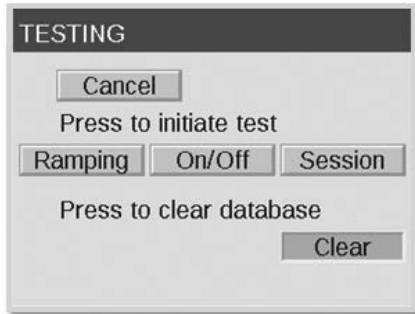 TESTING
Cancel
Press to initiate test
Ramping On/Off Session
Press to clear database
Clear